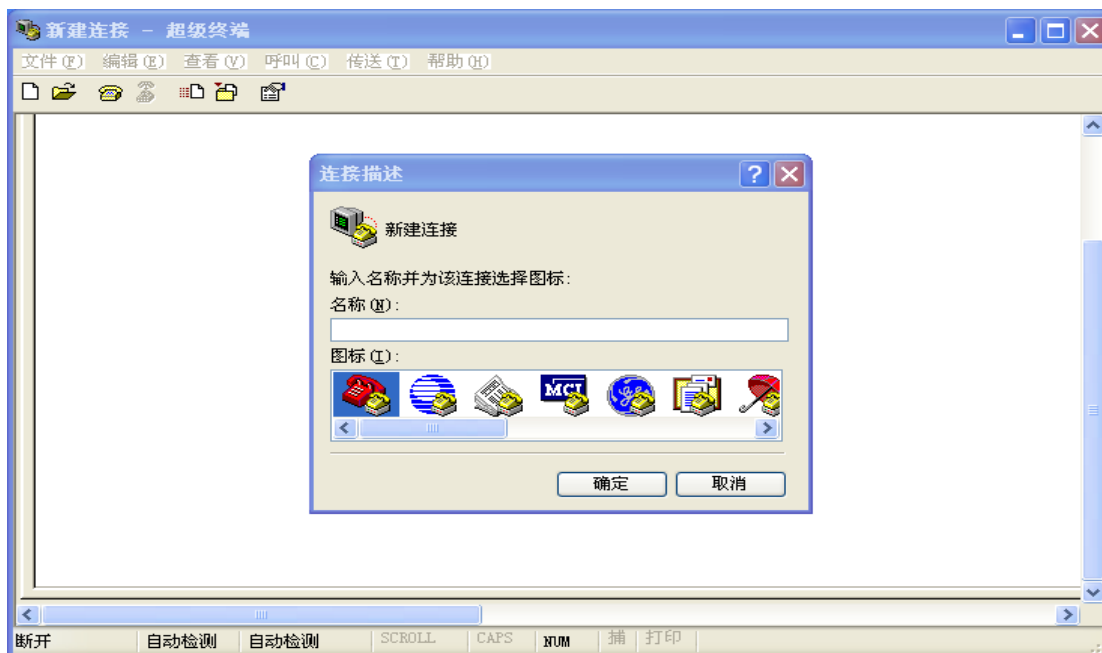 新建连接 - 超级终端
文件(F) 编辑(E) 查看(V) 呼叫(C) 传送(T) 帮助(H)
连接描述
新建连接
输入名称并为该连接选择图标:
名称(N):
图标(I):
MCI
确定 取消
断开 自动检测 自动检测 SCROLL CAPS NUM 捕 打印